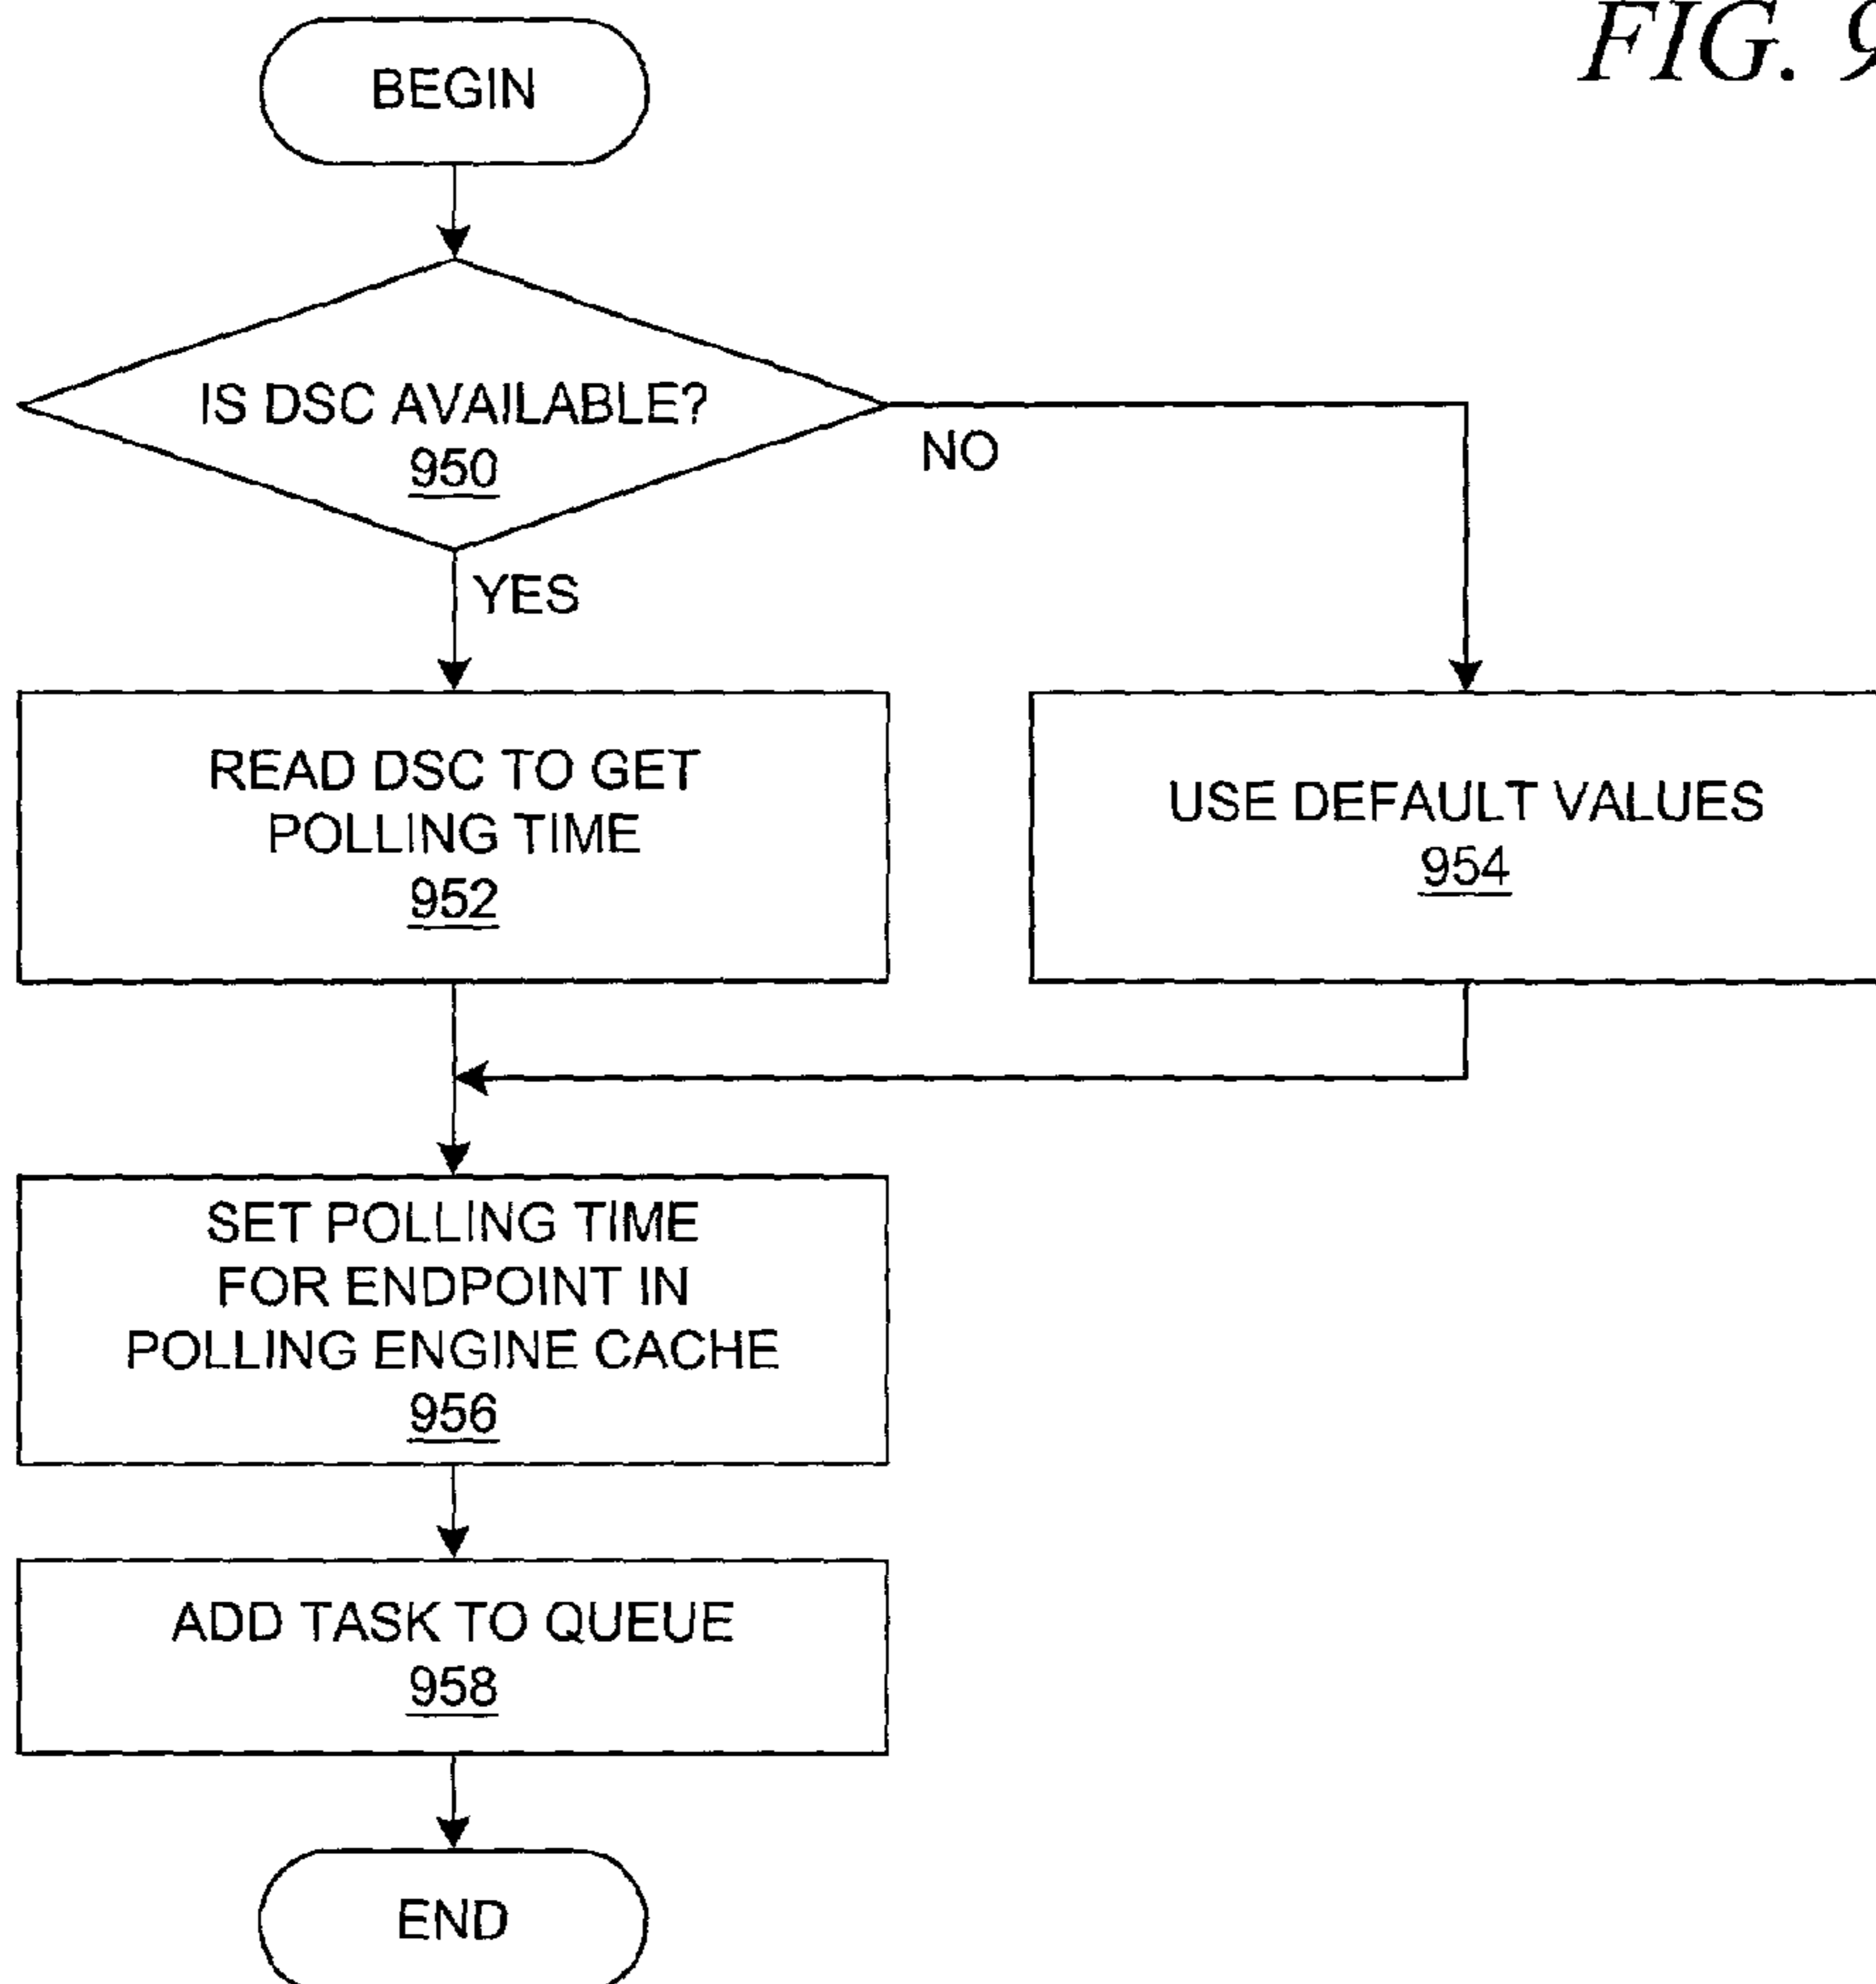 FIG. 9
BEGIN
IS DSC AVAILABLE?
950
NO
YES
READ DSC TO GET
POLLING TIME
952
USE DEFAULT VALUES
954
SET POLLING TIME
FOR ENDPOINT IN
POLLING ENGINE CACHE
956
ADD TASK TO QUEUE
958
END